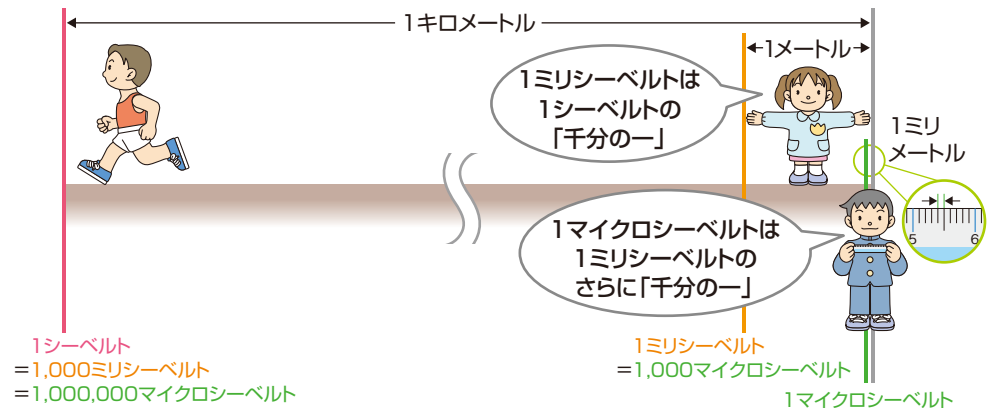 1キロメートル
1メートル
1ミリシーベルトは
1シーベルトの
「千分の一」
1ミリ
メートル
5 6
1マイクロシーベルトは
1ミリシーベルトの
さらに「千分の一」
1シーベルト
=1,000ミリシーベルト
=1,000,000マイクロシーベルト
1ミリシーベルト
=1,000マイクロシーベルト
1マイクロシーベルト